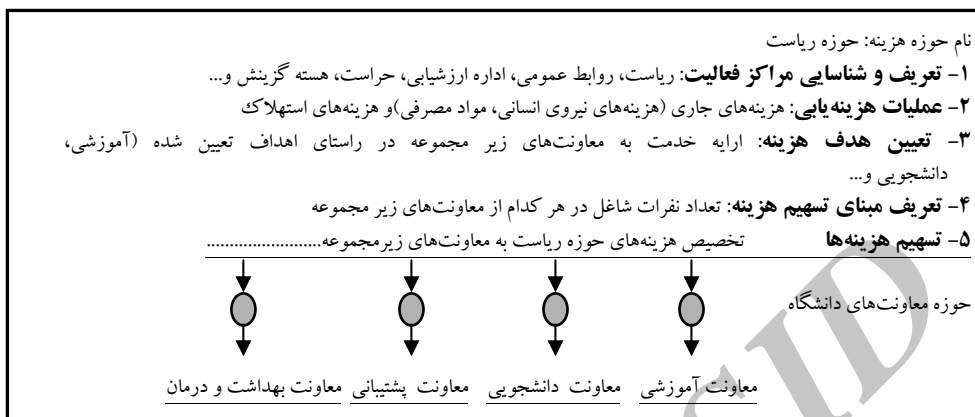 نام حوزه هزینه: حوزه ریاست
۱- تعریف و شناسایی مراکز فعالیت: ریاست، روابط عمومی، اداره ارزشیابی، حراست، هسته گزینش و...
۲- عملیات هزینه‌یابی: هزینه‌های جاری (هزینه‌های نیروی انسانی، مواد مصرفی)و هزینه‌های استهلاک
۳- تعیین هدف هزینه: ارایه خدمت به معاونت‌های زیر مجموعه در راستای اهداف تعیین شده (آموزشی،
دانشجویی و...
۴- تعریف مبنای تسهیم هزینه: تعداد نفرات شاغل در هر کدام از معاونت‌های زیر مجموعه
۵- تسهیم هزینه‌ها تخصیص هزینه‌های حوزه ریاست به معاونت‌های زیرمجموعه.........................
حوزه معاونت‌های دانشگاه
معاونت آموزشی معاونت دانشجویی معاونت پشتیبانی معاونت بهداشت و درمان
SID